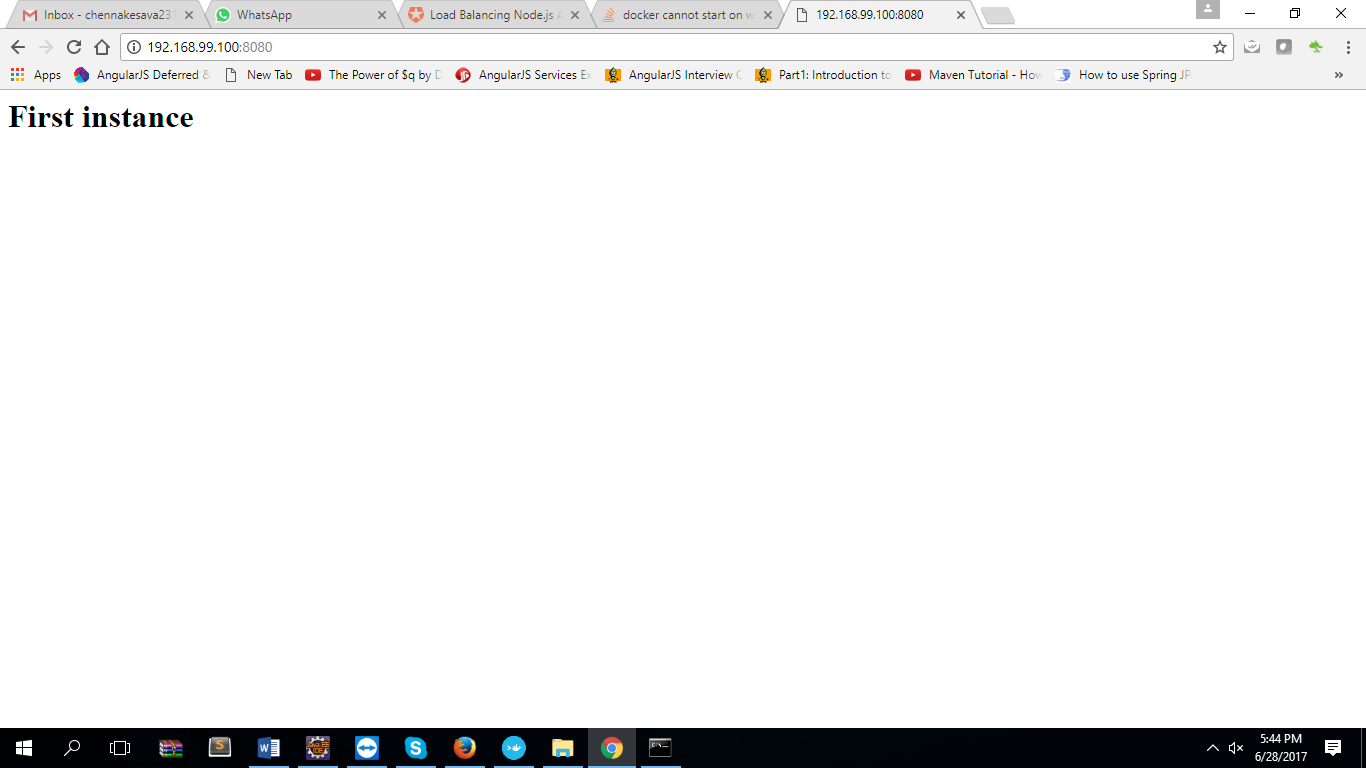 Inbox - chennakesava231
WhatsApp
Load Balancing Node.js A
docker cannot start on w
192.168.99.100:8080
192.168.99.100:8080
Apps
AngularJS Deferred &
New Tab
The Power of $q by D
AngularJS Services Ex
AngularJS Interview Q
Part1: Introduction to
Maven Tutorial - How
How to use Spring JP
First instance
5:44 PM
6/28/2017